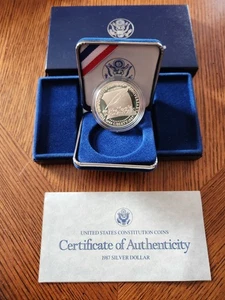 UNITED STATES CONSTITUTION COINS
Certificate of Authenticity
1987 SILVER DOLLAR